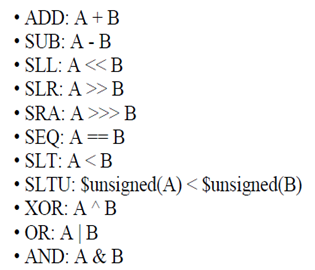 • ADD: A + B
• SUB: A - B
• SLL: A << B
• SLR: A >> B
• SRA: A >>> B
• SEQ: A == B
• SLT: A < B
• SLTU: $unsigned(A) < $unsigned(B)
• XOR: A ^ B
• OR: A | B
• AND: A & B